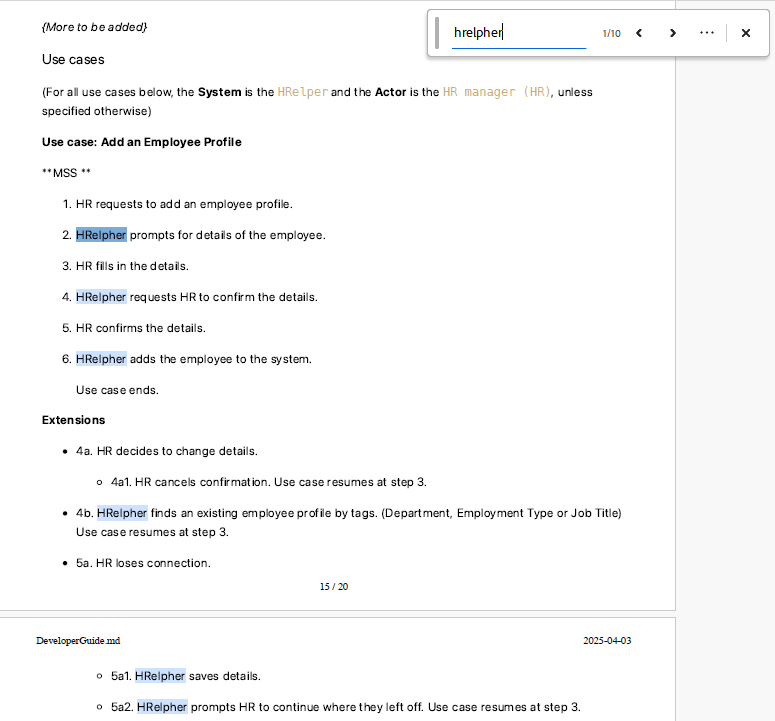 {More to be added}
hrelpher
1/10
Use cases
(For all use cases below, the System is the HRelper and the Actor is the HR manager (HR), unless
specified otherwise)
Use case: Add an Employee Profile
**MSS **
1. HR requests to add an employee profile.
2. HRelpher prompts for details of the employee.
3. HR fills in the details.
4. HRelpher requests HR to confirm the details.
5. HR confirms the details.
6. HRelpher adds the employee to the system.
Use case ends.
Extensions
• 4a. HR decides to change details.
◦ 4a1. HR cancels confirmation. Use case resumes at step 3.
• 4b. HRelpher finds an existing employee profile by tags. (Department, Employment Type or Job Title)
Use case resumes at step 3.
• 5a. HR loses connection.
15 / 20
DeveloperGuide.md 2025-04-03
◦ 5a1. HRelpher saves details.
◦ 5a2. HRelpher prompts HR to continue where they left off. Use case resumes at step 3.